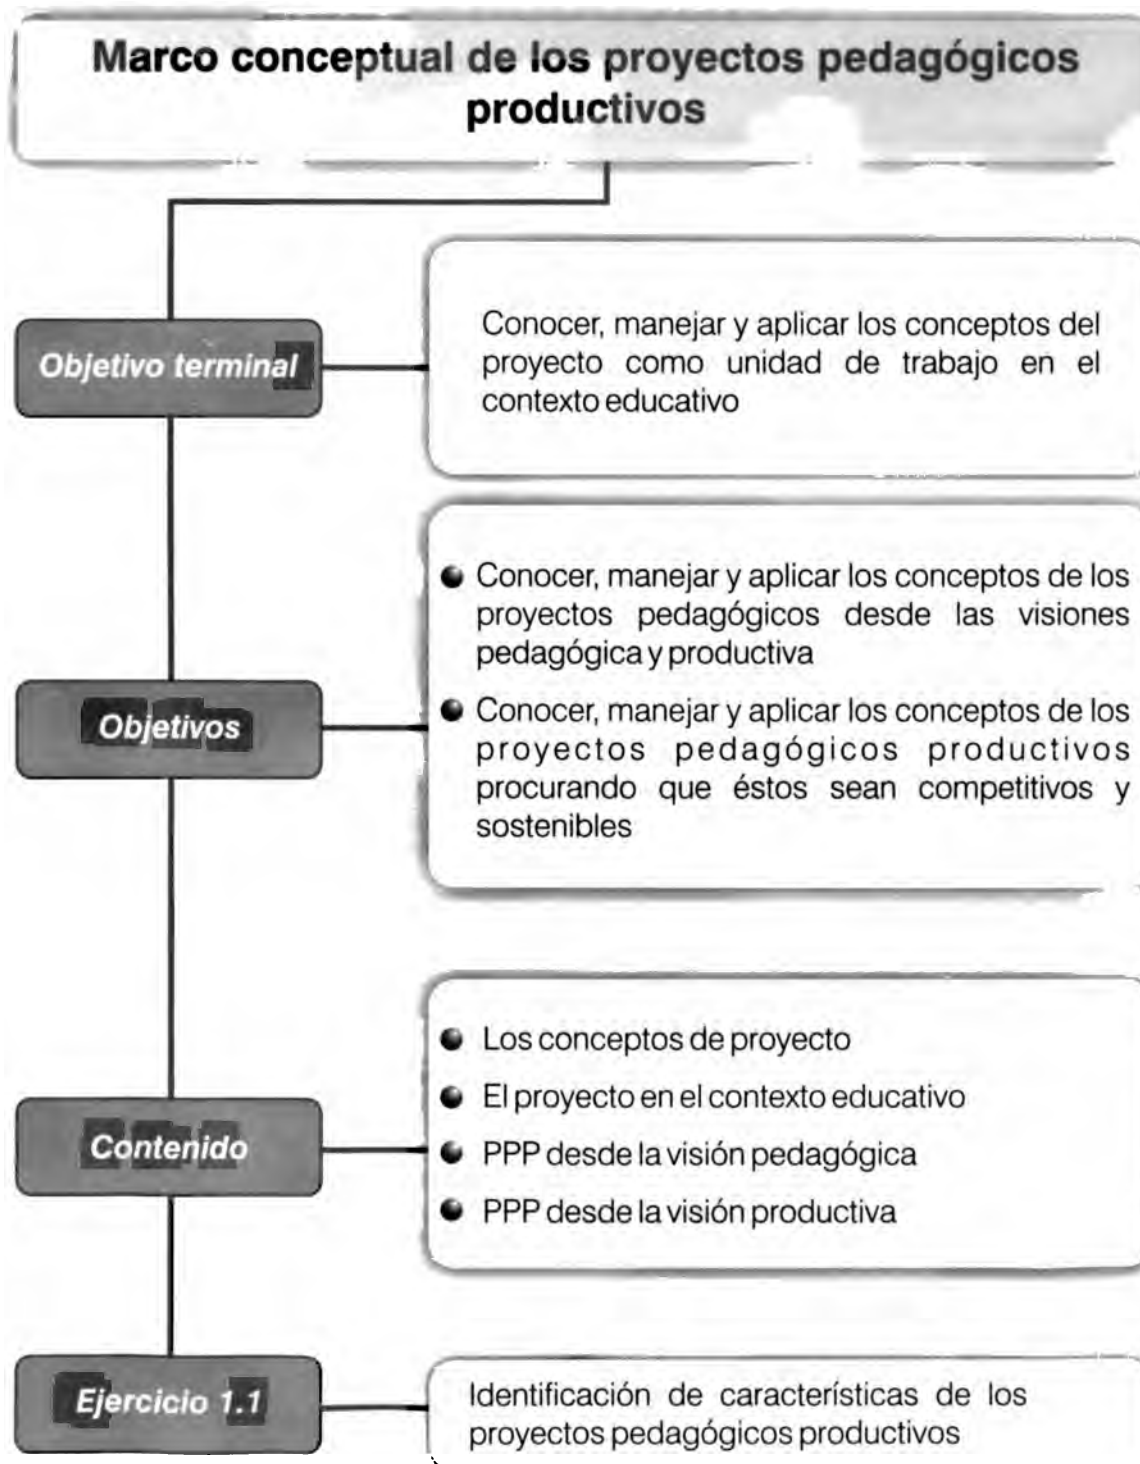 Marco conceptual de los proyectos pedagógicos
productivos
Objetivo terminal
Conocer, manejar y aplicar los conceptos del
proyecto como unidad de trabajo en el
contexto educativo
Objetivos
Conocer, manejar y aplicar los conceptos de los
proyectos pedagógicos desde las visiones
pedagógica y productiva
Conocer, manejar y aplicar los conceptos de los
proyectos pedagógicos productivos
procurando que éstos sean competitivos y
sostenibles
Contenido
Los conceptos de proyecto
El proyecto en el contexto educativo
PPP desde la visión pedagógica
PPP desde la visión productiva
Ejercicio 1.1
Identificación de características de los
proyectos pedagógicos productivos